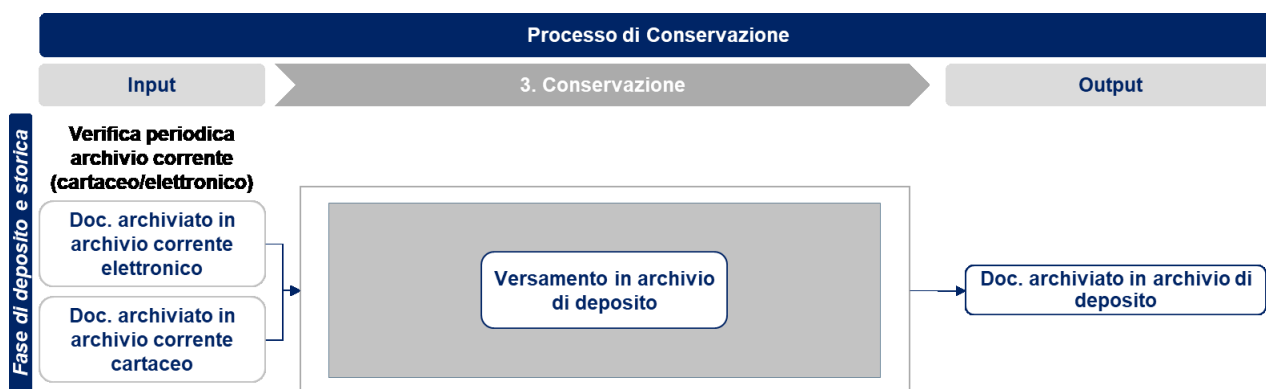 Processo di Conservazione
Input
3. Conservazione
Output
Fase di deposito e storica
Verifica periodica
archivio corrente
(cartaceo/elettronico)
Doc. archiviato in
archivio corrente
elettronico
Doc. archiviato in
archivio corrente
cartaceo
Versamento in archivio
di deposito
Doc. archiviato in archivio di
deposito